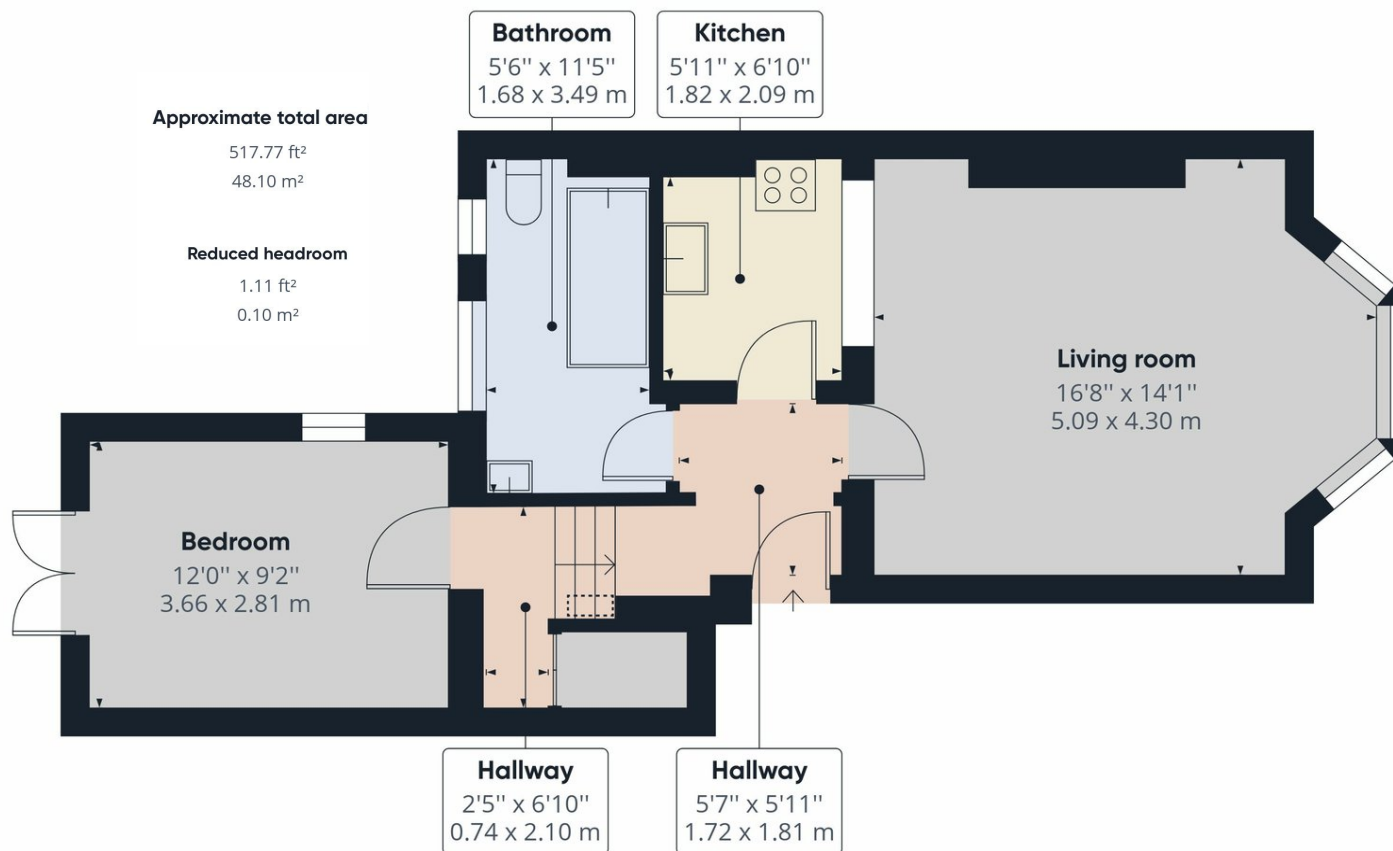 Bathroom
5'6'' x 11'5''
1.68 x 3.49 m
Kitchen
5'11'' x 6'10''
1.82 x 2.09 m
Approximate total area
517.77 ft²
48.10 m²
Reduced headroom
1.11 ft²
0.10 m²
Living room
16'8'' x 14'1''
5.09 x 4.30 m
Bedroom
12'0'' x 9'2''
3.66 x 2.81 m
Hallway
2'5'' x 6'10''
0.74 x 2.10 m
Hallway
5'7'' x 5'11''
1.72 x 1.81 m